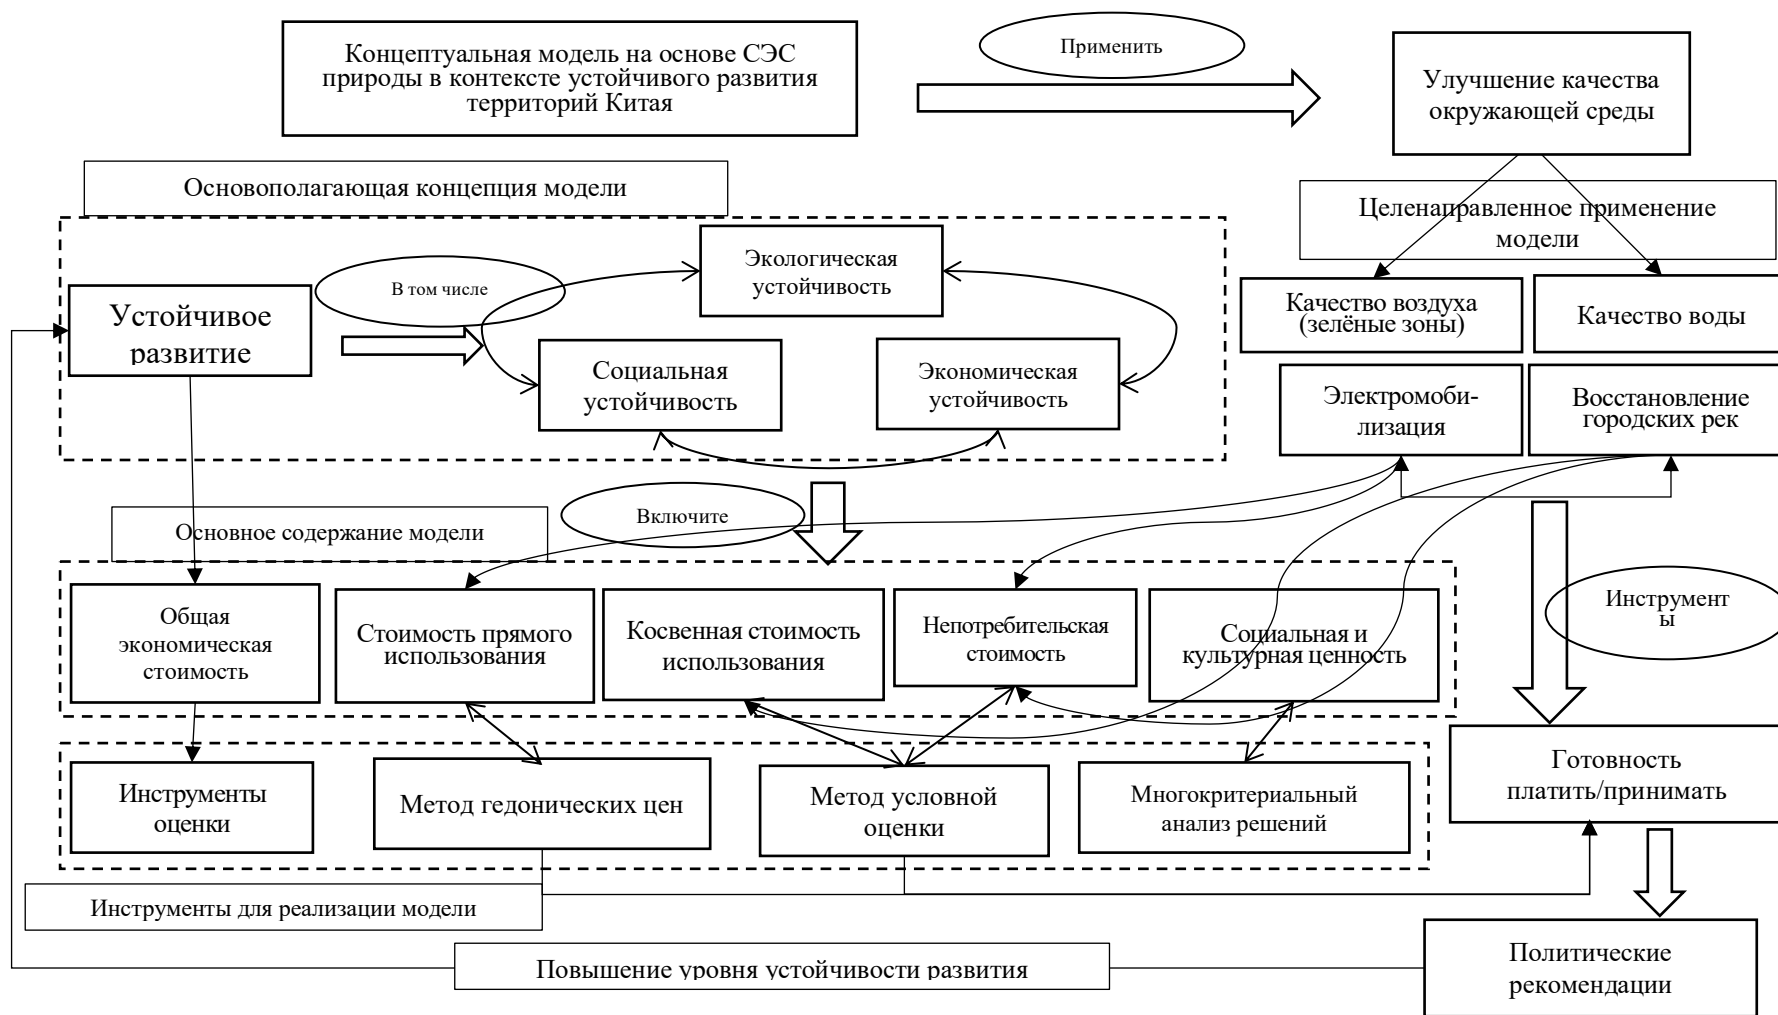 Концептуальная модель на основе СЭС
природы в контексте устойчивого развития
территорий Китая
Применить
Улучшение качества
окружающей среды
Основополагающая концепция модели
Целенаправленное применение
модели
Экологическая
устойчивость
В том числе
Устойчивое
развитие
Качество воздуха
(зелёные зоны)
Качество воды
Социальная
устойчивость
Экономическая
устойчивость
Электромоби-
лизация
Восстановление
городских рек
Включите
Основное содержание модели
Общая
экономическая
стоимость
Стоимость прямого
использования
Косвенная стоимость
использования
Непотребительская
стоимость
Социальная и
культурная ценность
Инструмент
ы
Инструменты
оценки
Метод гедонических цен
Метод условной
оценки
Многокритериальный
анализ решений
Готовность
платить/принимать
Инструменты для реализации модели
Повышение уровня устойчивости развития
Политические
рекомендации